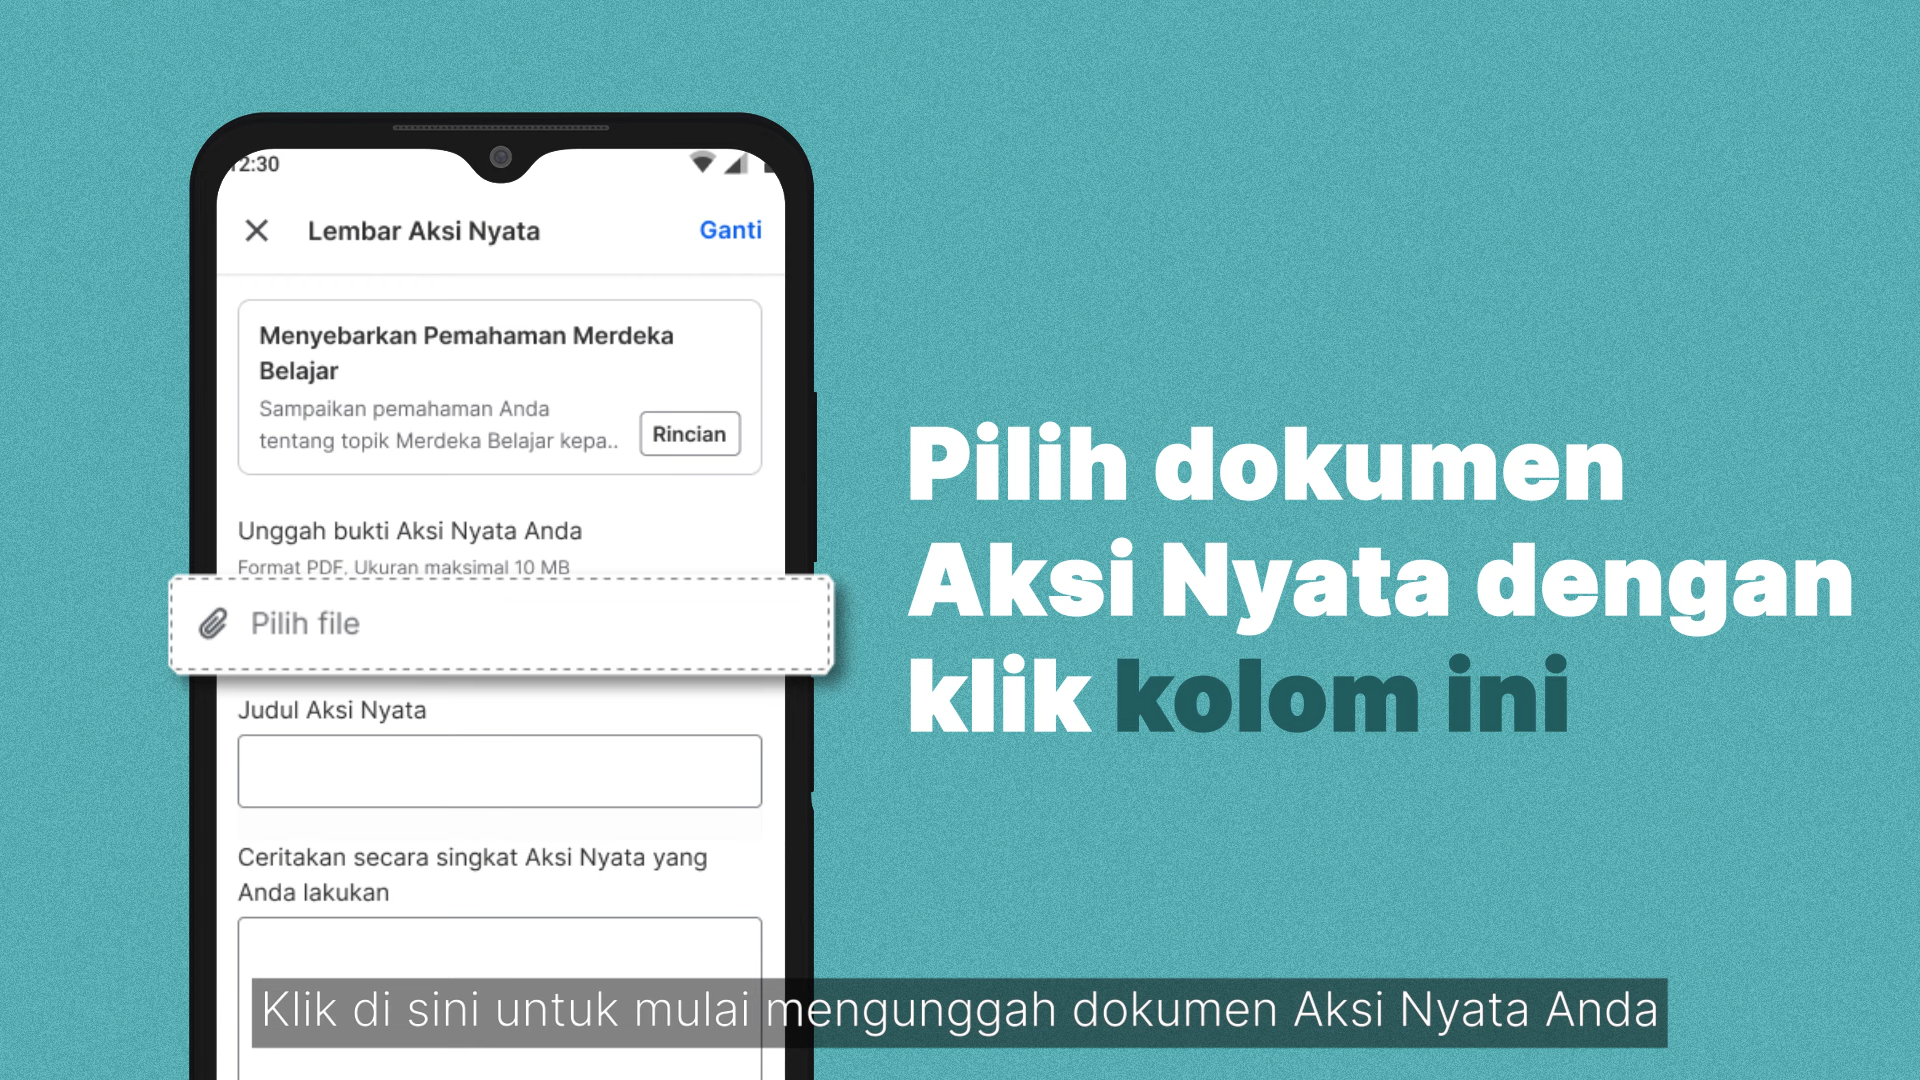 12:30
Lembar Aksi Nyata
Ganti
Menyebarkan Pemahaman Merdeka
Belajar
Sampaikan pemahaman Anda
tentang topik Merdeka Belajar kepa..
Rincian
Unggah bukti Aksi Nyata Anda
Format PDF, Ukuran maksimal 10 MB
Pilih file
Judul Aksi Nyata
Ceritakan secara singkat Aksi Nyata yang
Anda lakukan
Pilih dokumen
Aksi Nyata dengan
klik kolom ini
Klik di sini untuk mulai mengunggah dokumen Aksi Nyata Anda